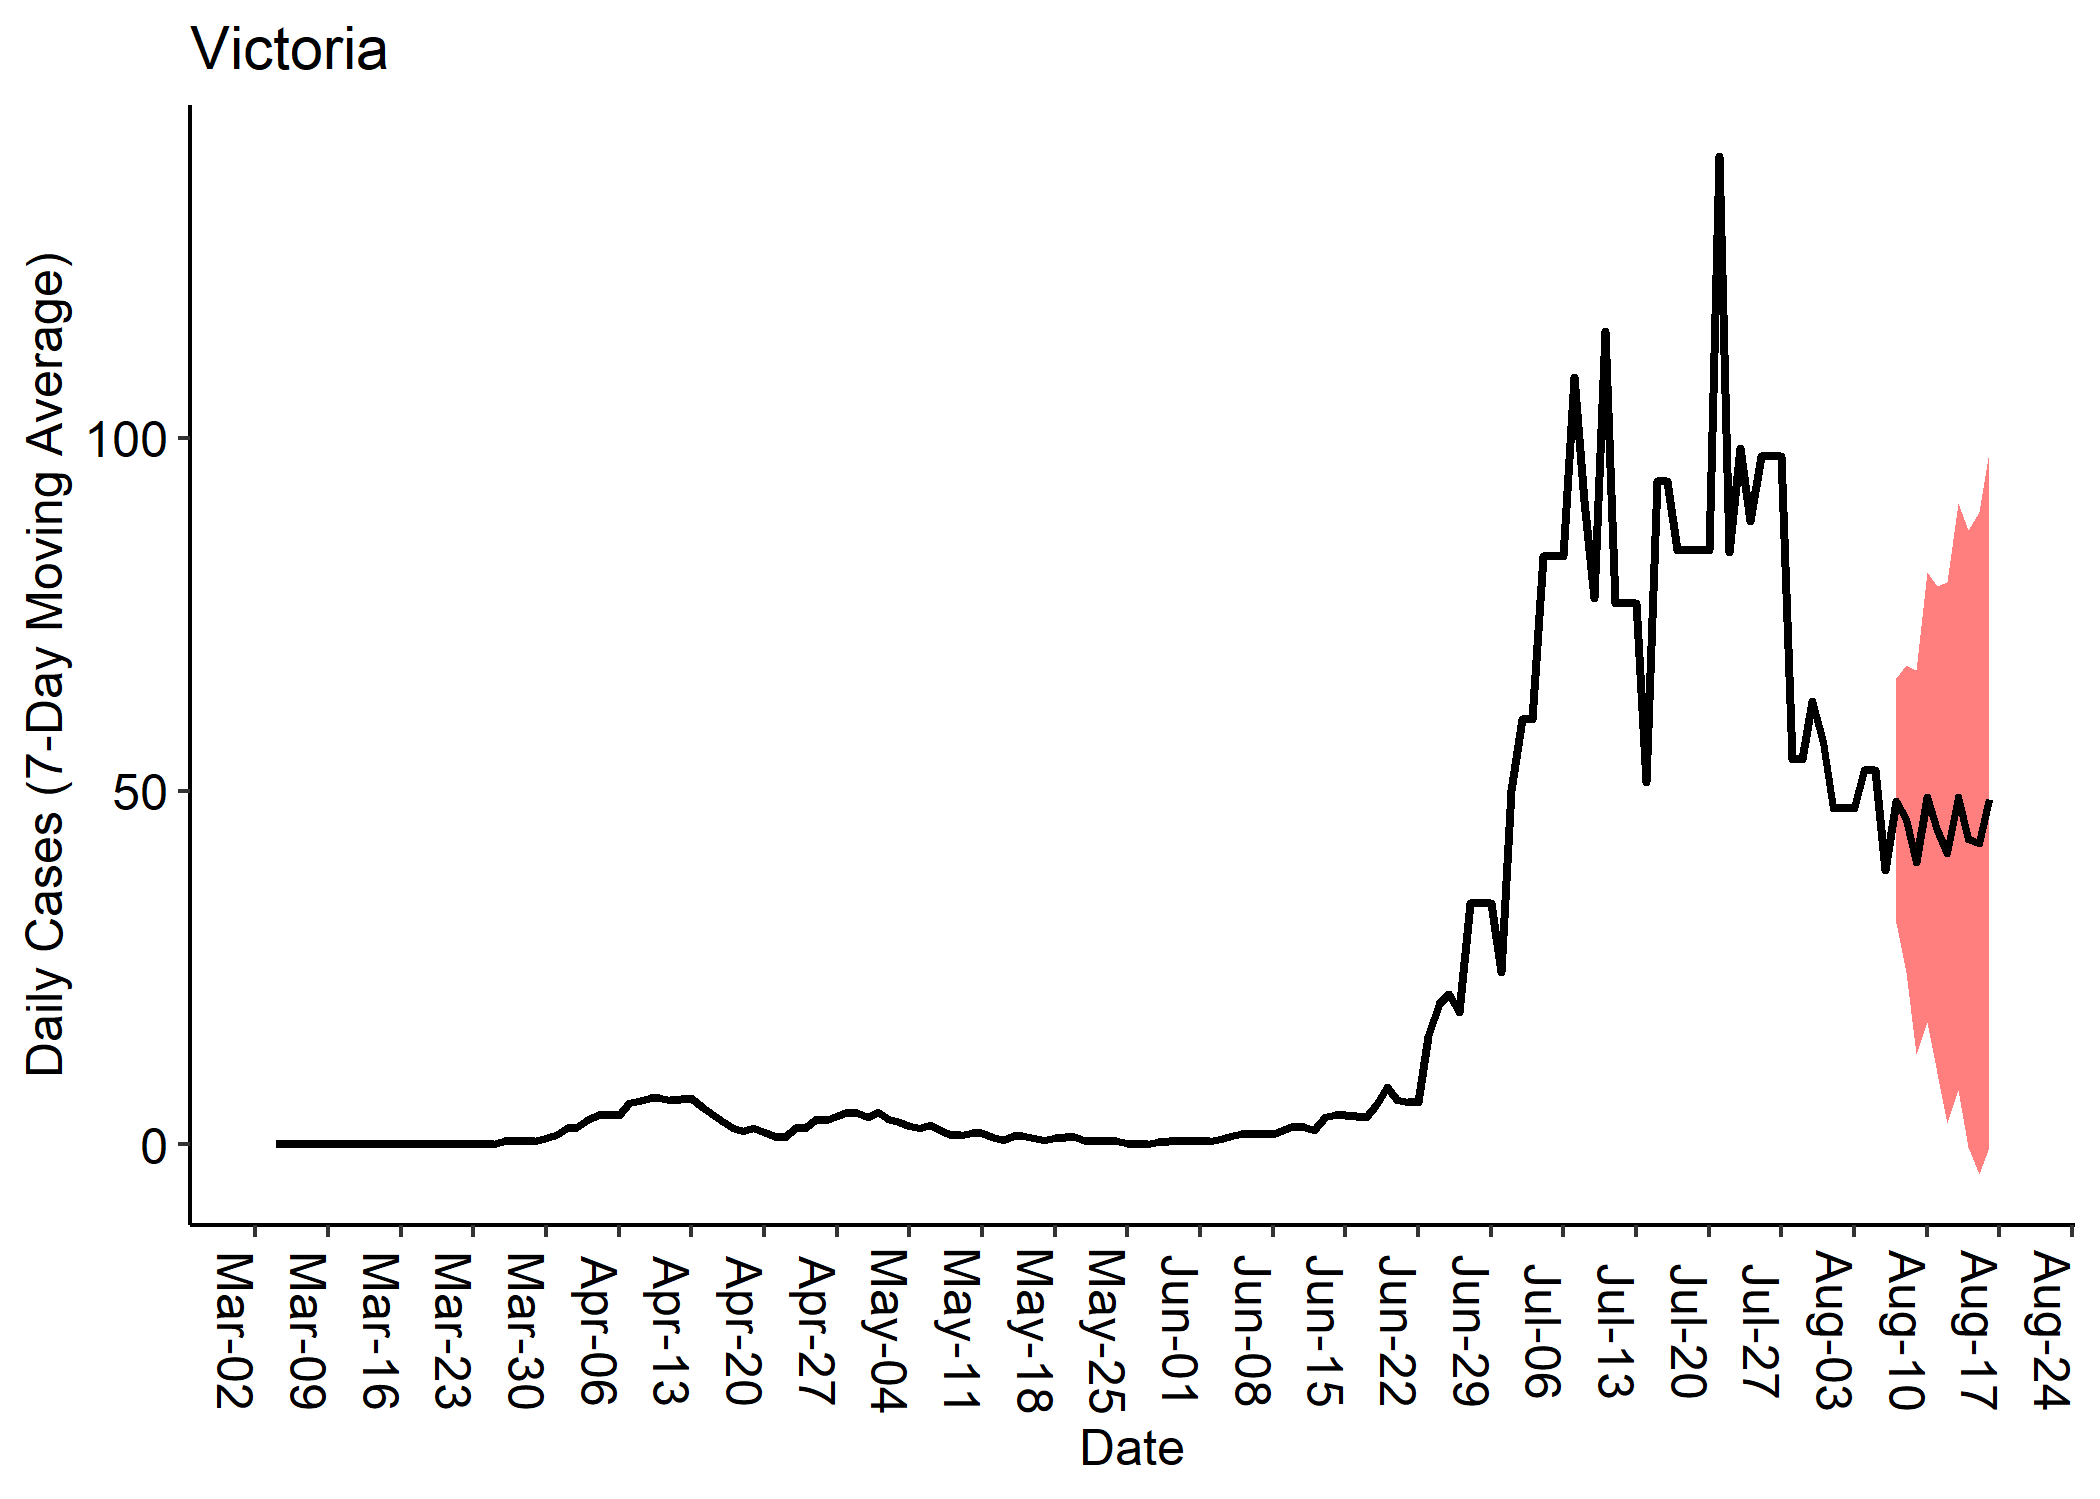 Victoria
Daily Cases (7-Day Moving Average)
100
50
0
Mar-02
Mar-09
Mar-16
Mar-23
Mar-30
Apr-06
Apr-13
Apr-20
Apr-27
May-04
May-11
May-18
May-25
Jun-01
Jun-08
Jun-15
Jun-22
Jun-29
Jul-06
Jul-13
Jul-20
Jul-27
Aug-03
Aug-10
Aug-17
Aug-24
Date